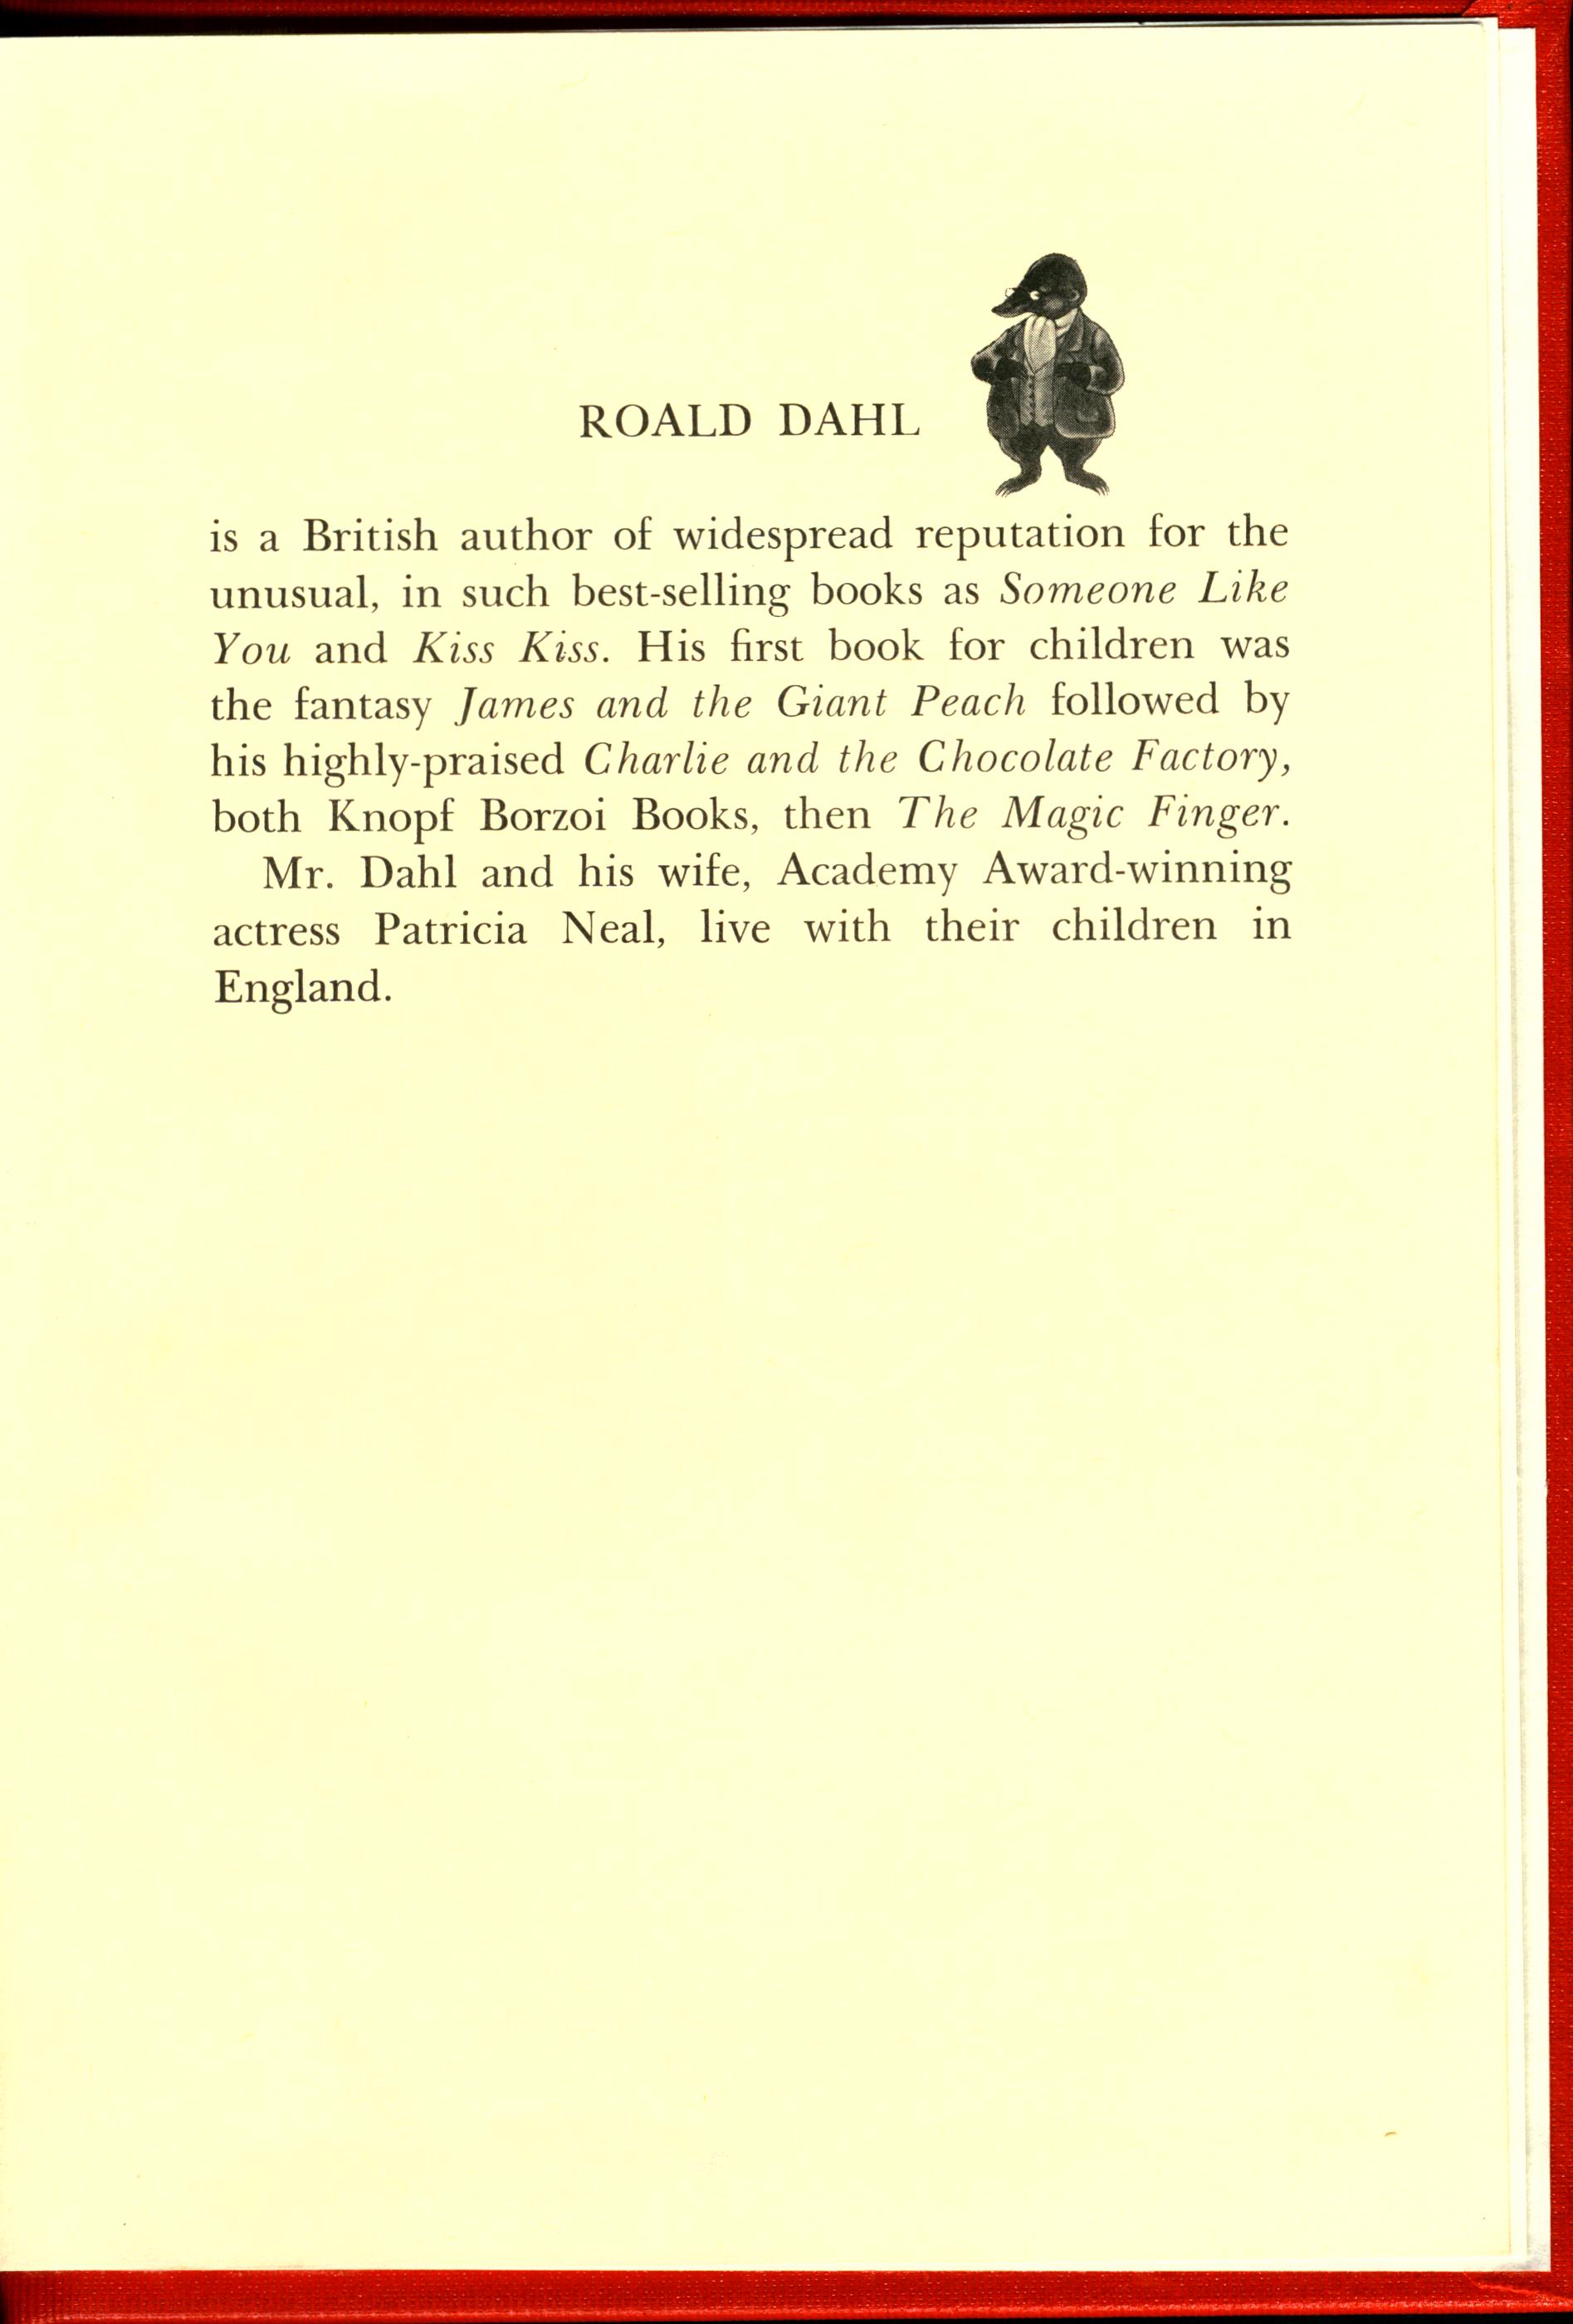 ROALD DAHL
is a British author of widespread reputation for the
unusual, in such best-selling books as Someone Like
You and Kiss Kiss. His first book for children was
the fantasy James and the Giant Peach followed by
his highly-praised Charlie and the Chocolate Factory,
both Knopf Borzoi Books, then The Magic Finger.
Mr. Dahl and his wife, Academy Award-winning
actress Patricia Neal, live with their children in
England.